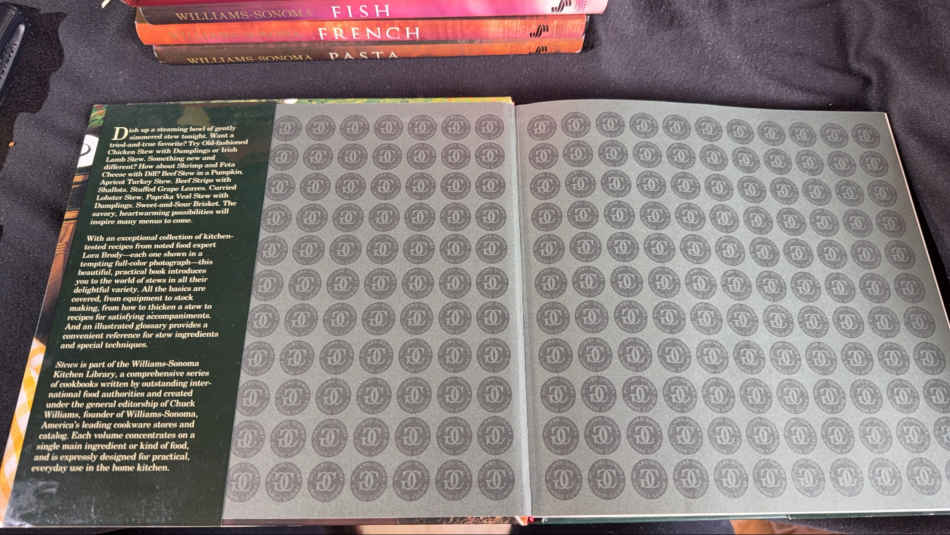 WILLIAMS-SONOMA FISH
FRENCH
WILLIAMS-SONOMA PASTA
Dish up a steaming bowl of gently
simmered stew tonight. Want a
tried-and-true favorite? Try Old-fashioned
Chicken Stew with Dumplings or Irish
Lamb Stew. Something new and
different? How about Shrimp and Feta
Cheese with Dill? Beef Stew in a Pumpkin,
Apricot Turkey Stew, Beef Strips with
Shallots, Stuffed Grape Leaves, Curried
Lobster Stew, Paprika Veal Stew with
Dumplings, Sweet-and-Sour Brisket. The
savory, heartwarming possibilities will
inspire many menus to come.
With an exceptional collection of kitchen-
tested recipes from noted food expert
Lora Brody—each one shown in a
tempting full-color photograph—this
beautiful, practical book introduces
you to the world of stews in all their
delightful variety. All the basics are
covered, from equipment to stock
making, from how to thicken a stew to
recipes for satisfying accompaniments.
And an illustrated glossary provides a
convenient reference for stew ingredients
and special techniques.
Stews is part of the Williams-Sonoma
Kitchen Library, a comprehensive series
of cookbooks written by outstanding inter-
national food authorities and created
under the general editorship of Chuck
Williams, founder of Williams-Sonoma,
America's leading cookware stores and
catalog. Each volume concentrates on a
single main ingredient or kind of food,
and is expressly designed for practical,
everyday use in the home kitchen.